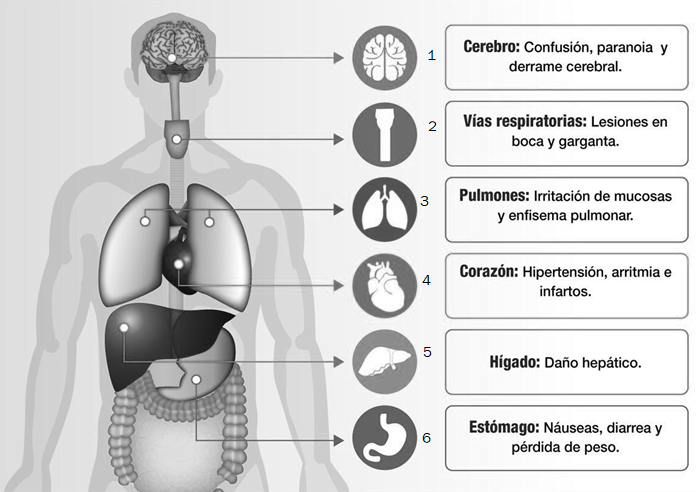 1
Cerebro: Confusión, paranoia y
derrame cerebral.
2
Vías respiratorias: Lesiones en
boca y garganta.
3
Pulmones: Irritación de mucosas
y enfisema pulmonar.
4
Corazón: Hipertensión, arritmia e
infartos.
5
Hígado: Daño hepático.
6
Estómago: Náuseas, diarrea y
pérdida de peso.